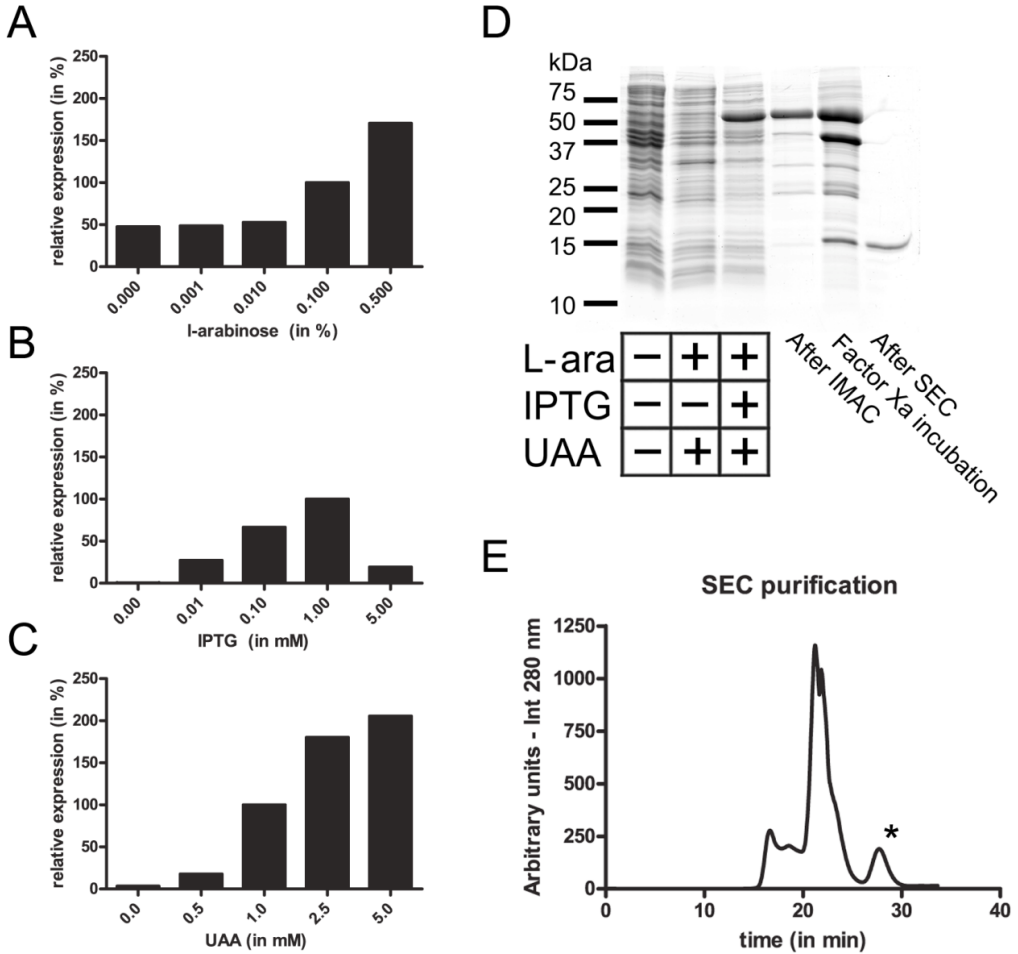 A
relative expression (in %)
250
200
150
100
50
0
0.000
0.001
0.010
0.100
0.500
l-arabinose (in %)
B
relative expression (in %)
250
200
150
100
50
0
0.00
0.01
0.10
1.00
5.00
IPTG (in mM)
C
relative expression (in %)
250
200
150
100
50
0
0.0
0.5
1.0
2.5
5.0
UAA (in mM)
D
kDa
75
50
37
25
20
15
10
L-ara − + +
IPTG − − +
UAA − + +
After IMAC
Factor Xa incubation
After SEC
E
SEC purification
Arbitrary units - Int 280 nm
1250
1000
750
500
250
0
*
0 10 20 30 40
time (in min)